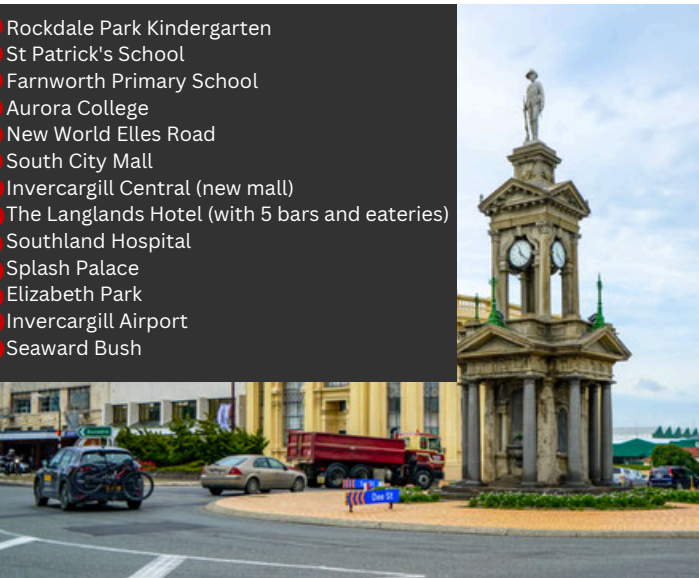 Rockdale Park Kindergarten
St Patrick's School
Farnworth Primary School
Aurora College
New World Elles Road
South City Mall
Invercargill Central (new mall)
The Langlands Hotel (with 5 bars and eateries)
Southland Hospital
Splash Palace
Elizabeth Park
Invercargill Airport
Seaward Bush
Dee St